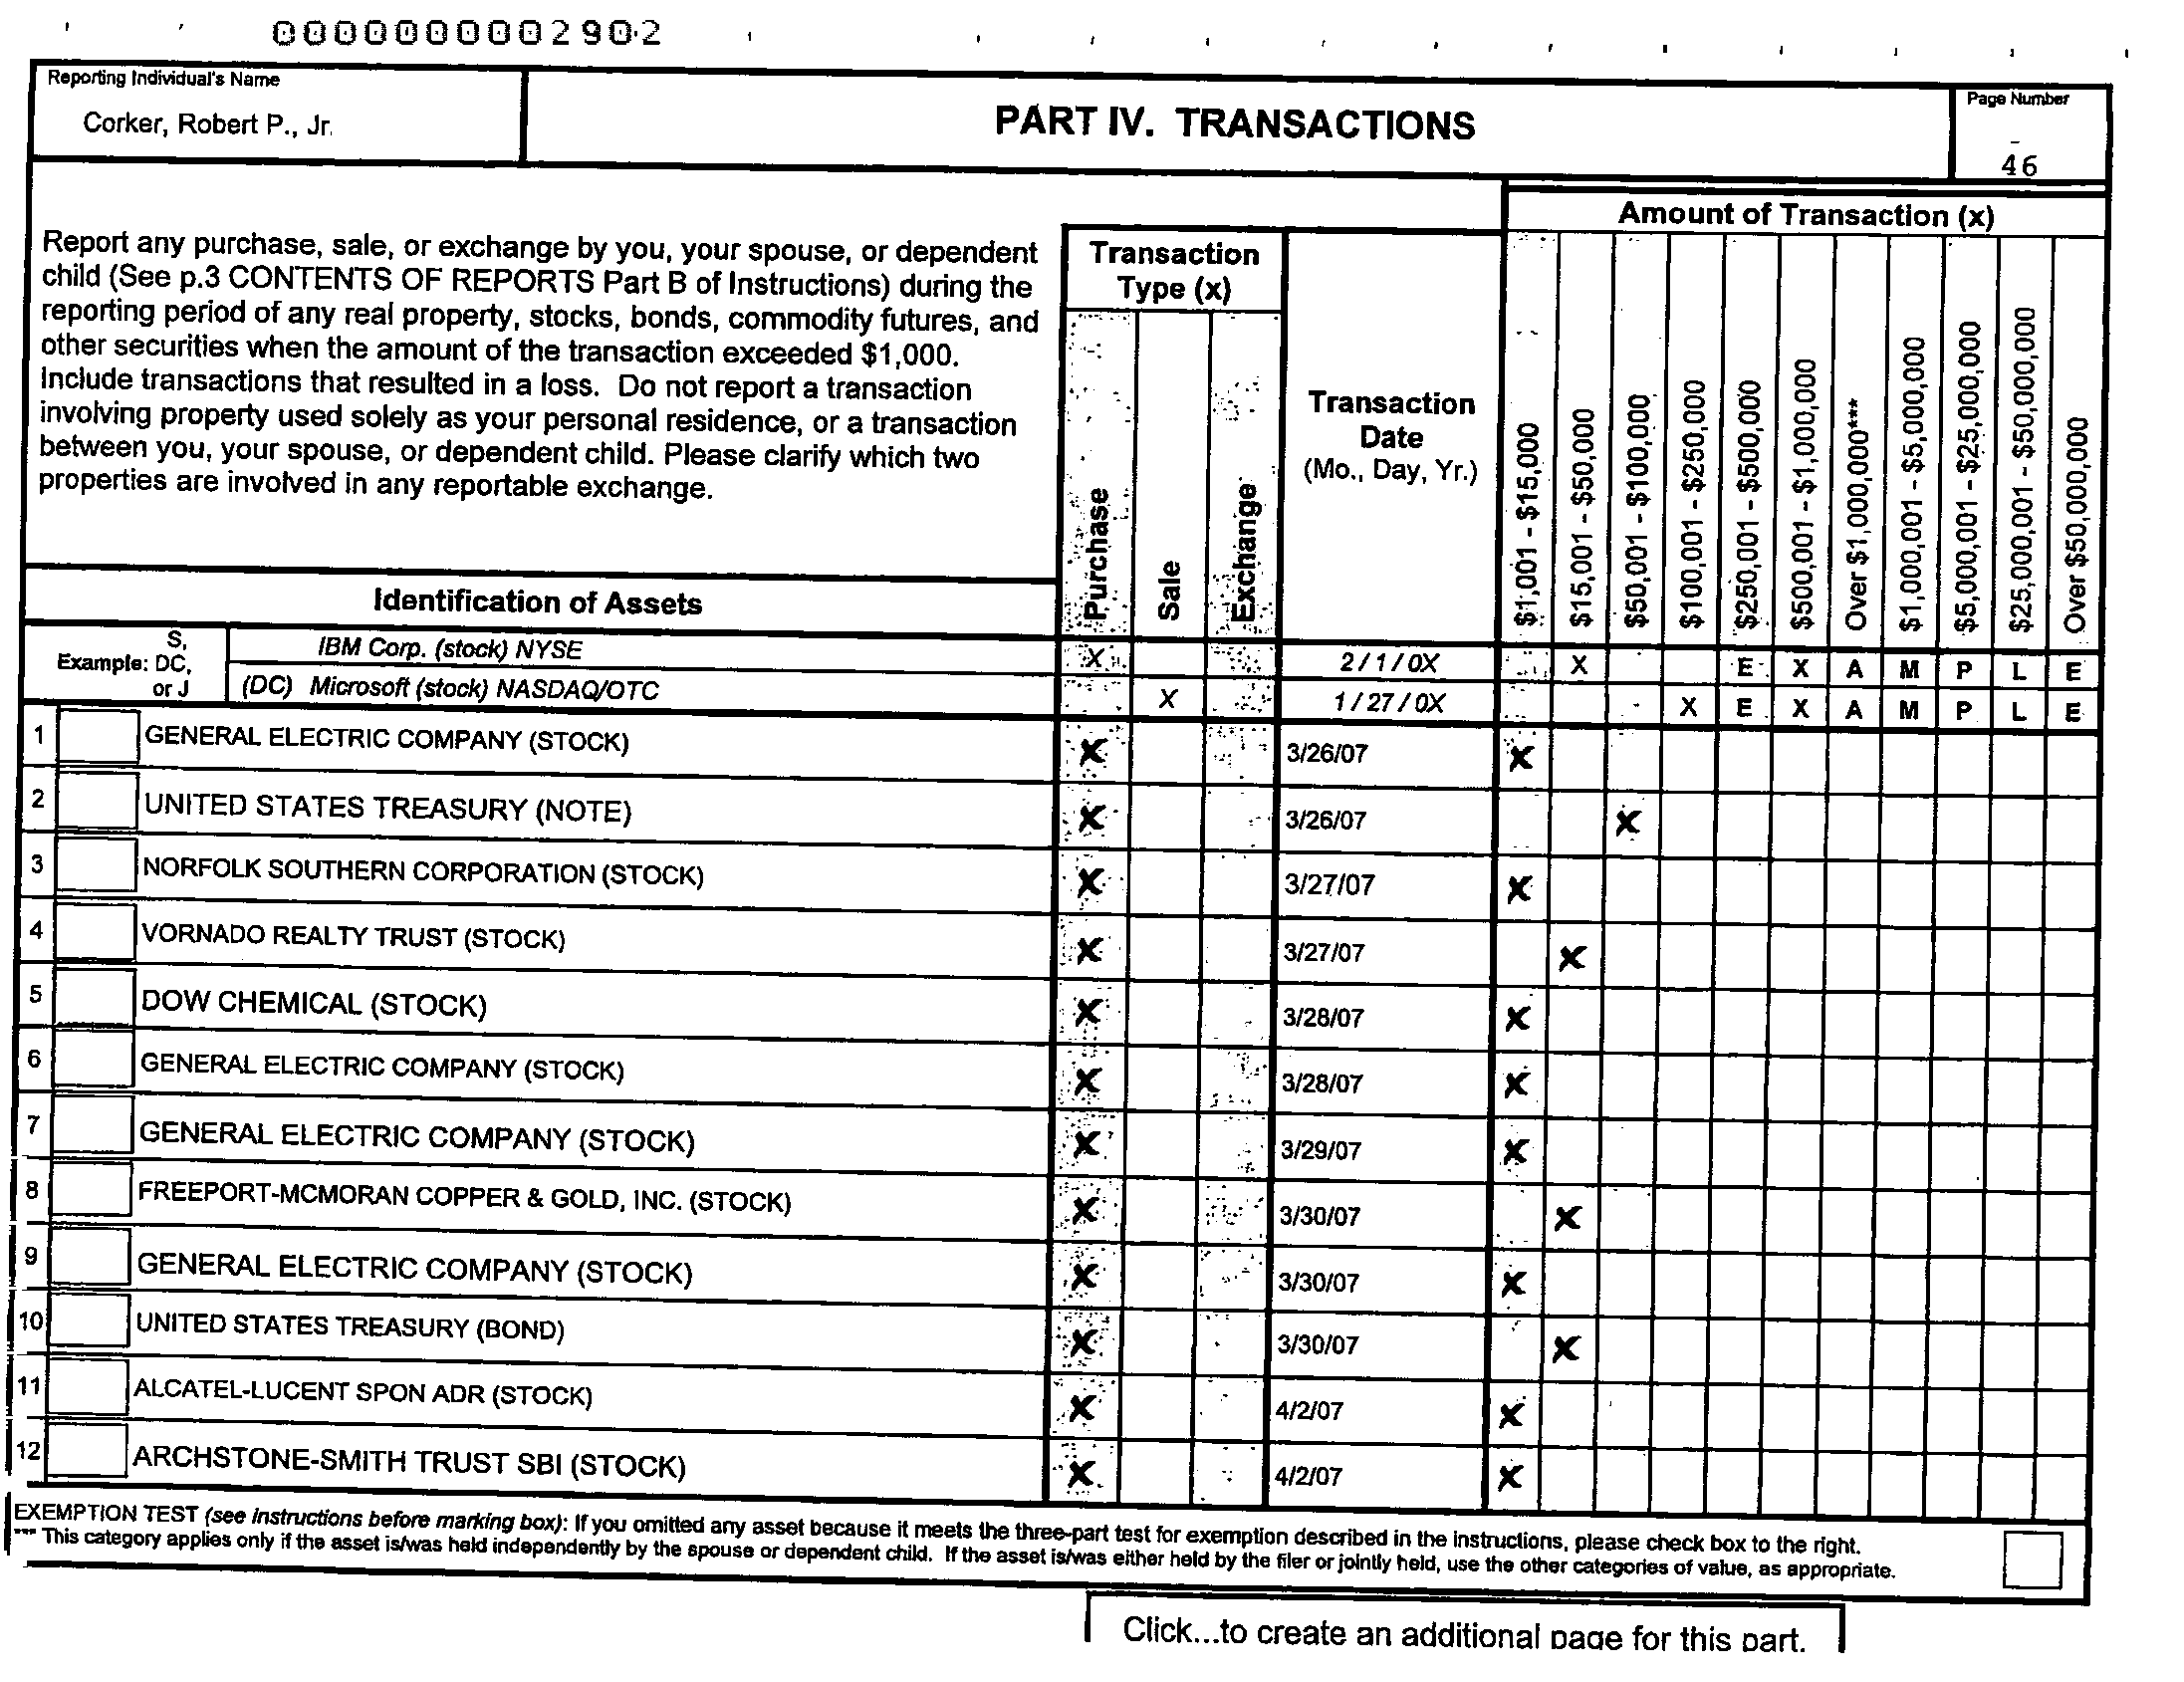 0000000002902
Reporting Individual's Name
Corker, Robert P., Jr.
PART IV. TRANSACTIONS
Page Number
46
Report any purchase, sale, or exchange by you, your spouse, or dependent
child (See p.3 CONTENTS OF REPORTS Part B of Instructions) during the
reporting period of any real property, stocks, bonds, commodity futures, and
other securities when the amount of the transaction exceeded $1,000.
Include transactions that resulted in a loss. Do not report a transaction
involving property used solely as your personal residence, or a transaction
between you, your spouse, or dependent child. Please clarify which two
properties are involved in any reportable exchange.
Identification of Assets
Transaction
Type (x)
Purchase
Sale
Exchange
Transaction
Date
(Mo., Day, Yr.)
Amount of Transaction (x)
$1,001 - $15,000
$15,001 - $50,000
$50,001 - $100,000
$100,001 - $250,000
$250,001 - $500,000
$500,001 - $1,000,000
Over $1,000,000***
$1,000,001 - $5,000,000
$5,000,001 - $25,000,000
$25,000,001 - $50,000,000
Over $50,000,000
Example: S, DC, or J
IBM Corp. (stock) NYSE X 2/1/0X X E X A M P L E
(DC) Microsoft (stock) NASDAQ/OTC X 1/27/0X X E X A M P L E
1 GENERAL ELECTRIC COMPANY (STOCK) X 3/26/07 X
2 UNITED STATES TREASURY (NOTE) X 3/26/07 X
3 NORFOLK SOUTHERN CORPORATION (STOCK) X 3/27/07 X
4 VORNADO REALTY TRUST (STOCK) X 3/27/07 X
5 DOW CHEMICAL (STOCK) X 3/28/07 X
6 GENERAL ELECTRIC COMPANY (STOCK) X 3/28/07 X
7 GENERAL ELECTRIC COMPANY (STOCK) X 3/29/07 X
8 FREEPORT-MCMORAN COPPER & GOLD, INC. (STOCK) X 3/30/07 X
9 GENERAL ELECTRIC COMPANY (STOCK) X 3/30/07 X
10 UNITED STATES TREASURY (BOND) X 3/30/07 X
11 ALCATEL-LUCENT SPON ADR (STOCK) X 4/2/07 X
12 ARCHSTONE-SMITH TRUST SBI (STOCK) X 4/2/07 X
EXEMPTION TEST (see instructions before marking box): If you omitted any asset because it meets the three-part test for exemption described in the instructions, please check box to the right.
*** This category applies only if the asset is/was held independently by the spouse or dependent child. If the asset is/was either held by the filer or jointly held, use the other categories of value, as appropriate.
Click...to create an additional page for this part.